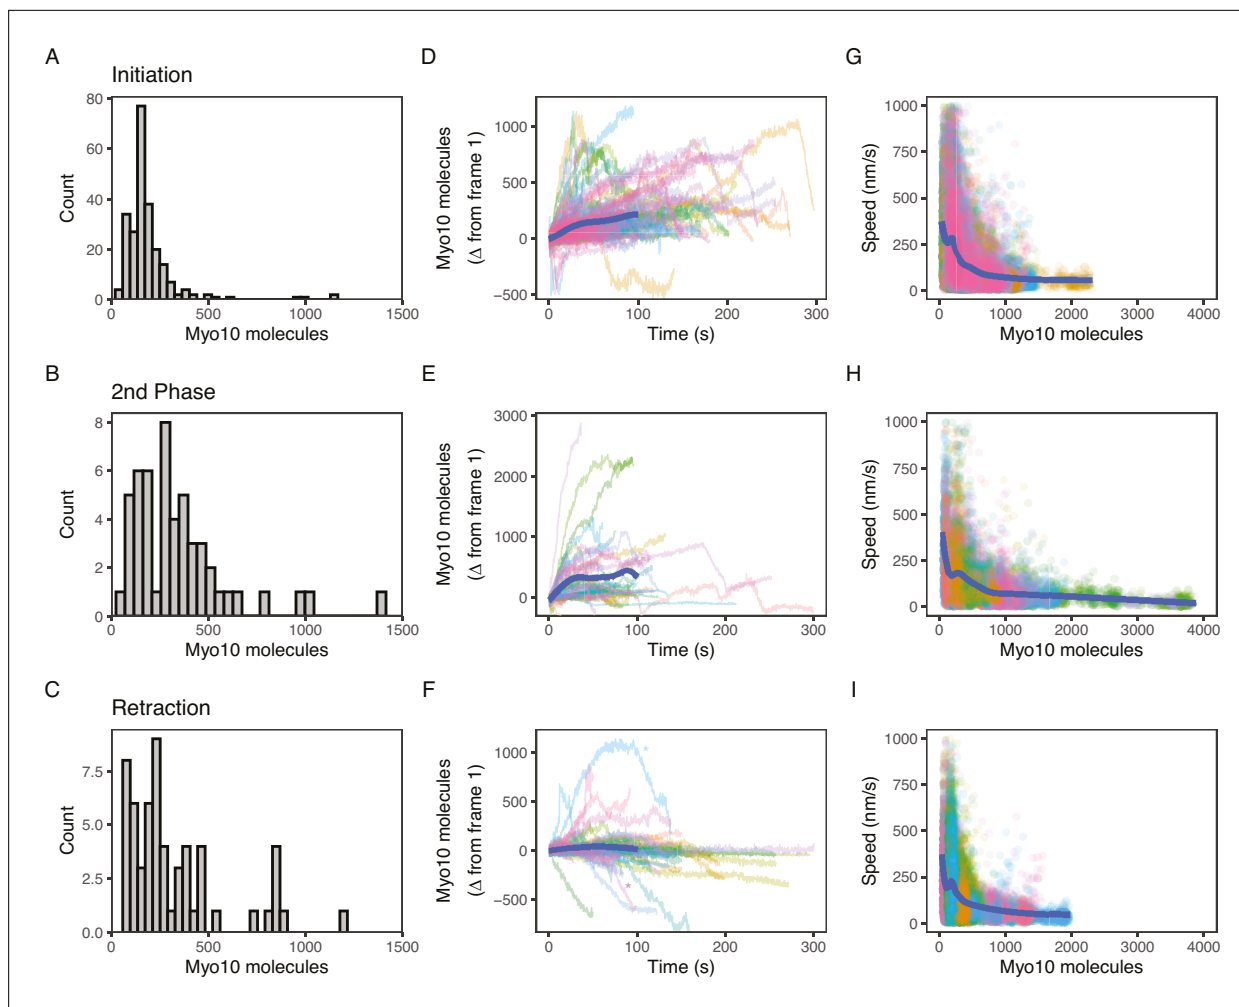 A
Initiation
Count
80
60
40
20
0
0 500 1000 1500
Myo10 molecules
D
Myo10 molecules
(Δ from frame 1)
1000
500
0
−500
0 100 200 300
Time (s)
G
Speed (nm/s)
1000
750
500
250
0
0 1000 2000 3000 4000
Myo10 molecules
B
2nd Phase
Count
8
6
4
2
0
0 500 1000 1500
Myo10 molecules
E
Myo10 molecules
(Δ from frame 1)
3000
2000
1000
0
0 100 200 300
Time (s)
H
Speed (nm/s)
1000
750
500
250
0
0 1000 2000 3000 4000
Myo10 molecules
C
Retraction
Count
7.5
5.0
2.5
0.0
0 500 1000 1500
Myo10 molecules
F
Myo10 molecules
(Δ from frame 1)
1000
500
0
−500
*
*
0 100 200 300
Time (s)
I
Speed (nm/s)
1000
750
500
250
0
0 1000 2000 3000 4000
Myo10 molecules